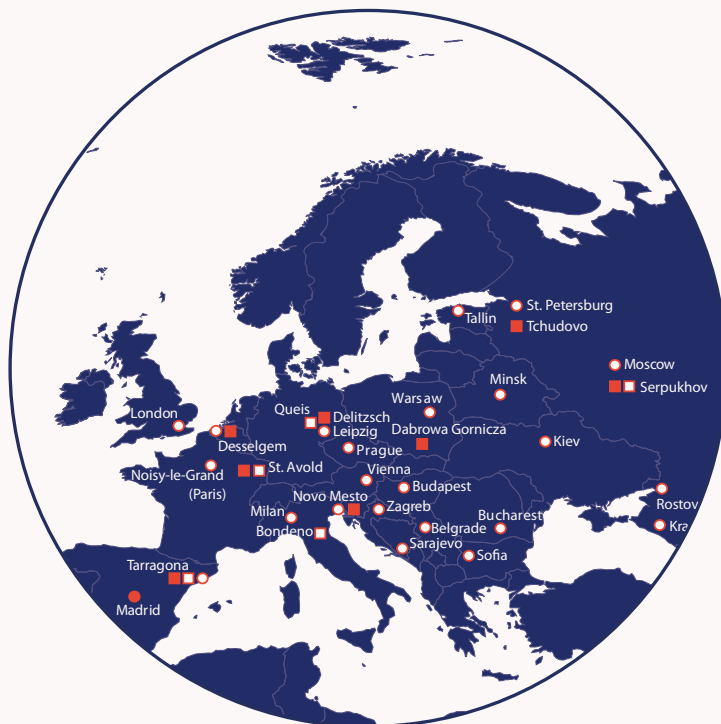 St. Petersburg
Tallin
Tchudovo
Moscow
Minsk
Serpukhov
Warsaw
Queis
London
Delitzsch
Leipzig
Dabrowa Gornicza
Kiev
Desselgem
Prague
St. Avold
Vienna
Noisy-le-Grand
(Paris)
Budapest
Novo Mesto
Rostov
Zagreb
Milan
Bucharest
Kra
Belgrade
Bondeno
Sarajevo
Sofia
Tarragona
Madrid